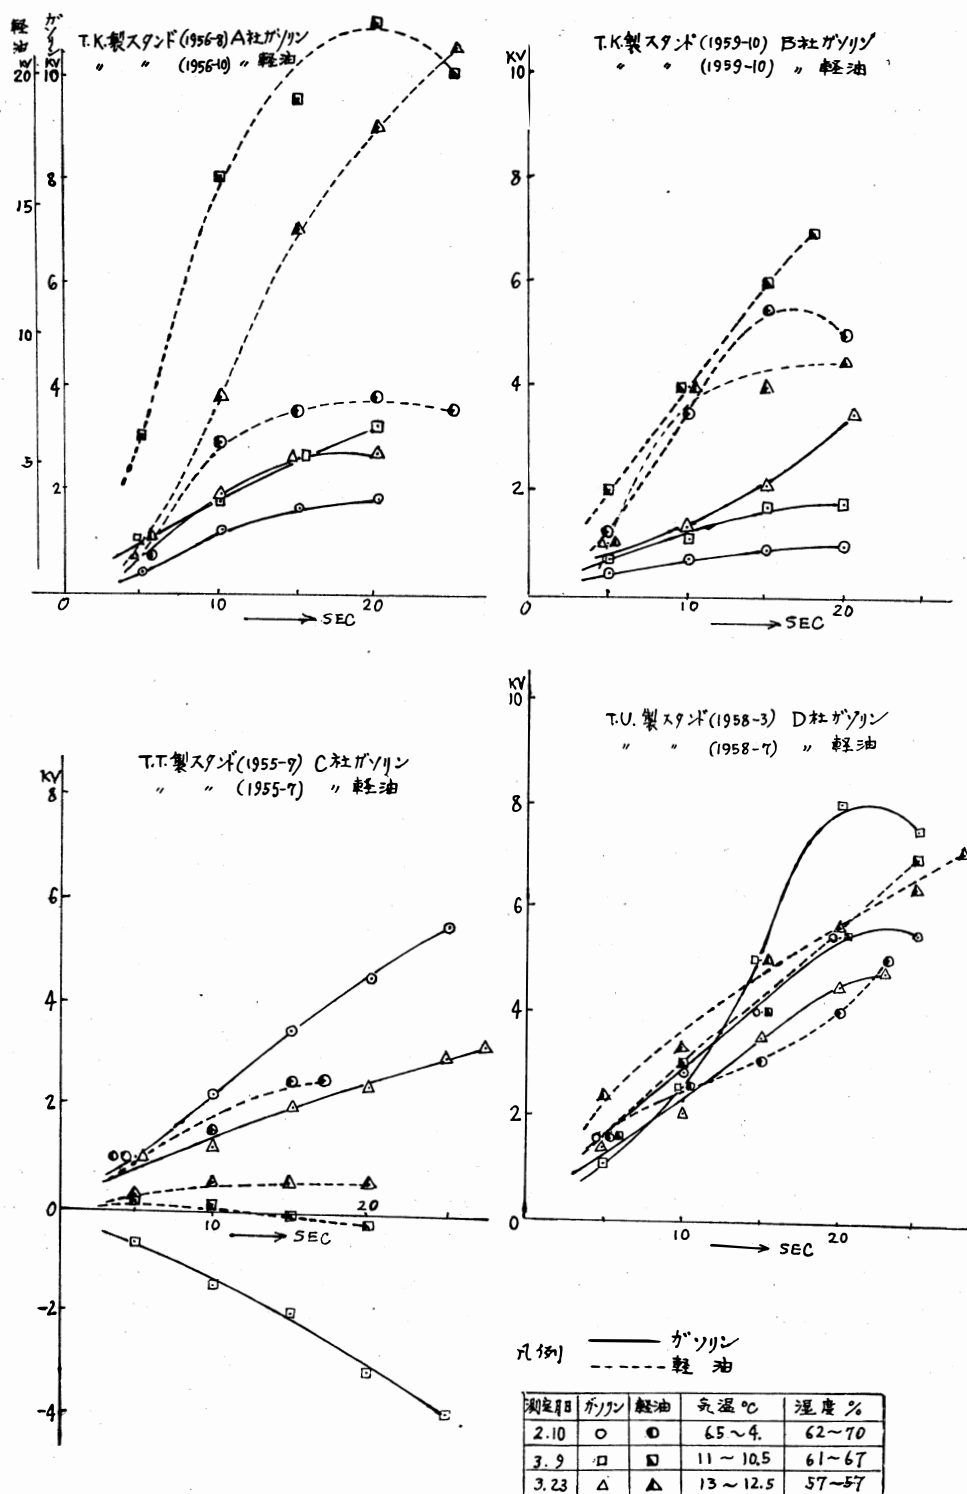 軽油 KV
ガソリン KV
T.K.製スタンド(1956-8) A社ガソリン
〃 〃 (1956-10) 〃 軽油
20
15
10
5
10
8
6
4
2
0
10
20
→ SEC
T.K.製スタンド(1959-10) B社ガソリン
〃 〃 (1959-10) 〃 軽油
KV
10
8
6
4
2
0
10
20
→ SEC
T.T.製スタンド(1955-9) C社ガソリン
〃 〃 (1955-7) 〃 軽油
KV
8
6
4
2
0
-2
-4
10
20
→ SEC
T.U.製スタンド(1958-3) D社ガソリン
〃 〃 (1958-7) 〃 軽油
KV
10
8
6
4
2
0
10
20
→ SEC
凡例
ガソリン
軽油
測定月日 ガソリン 軽油 気温℃ 湿度%
2.10 6.5~4. 62~70
3.9 11~10.5 61~67
3.23 13~12.5 57~57